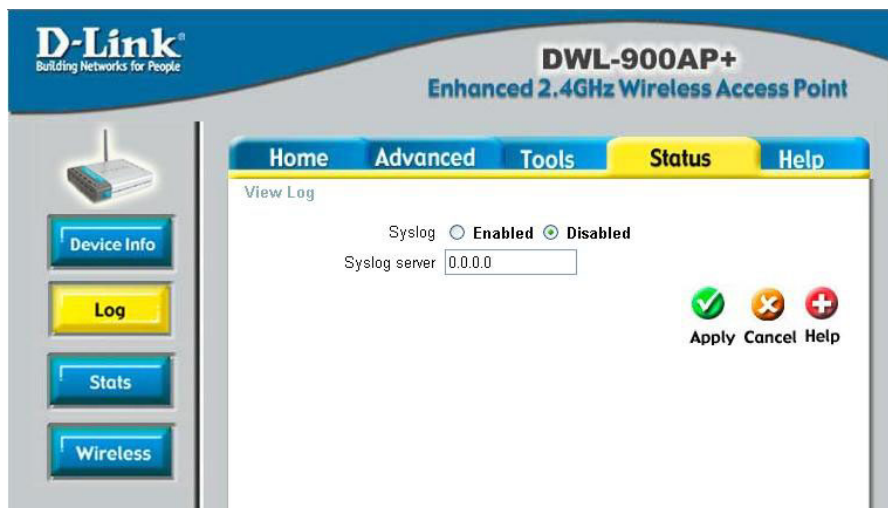 D-Link®
Building Networks for People
DWL-900AP+
Enhanced 2.4GHz Wireless Access Point
Home Advanced Tools Status Help
View Log
Device Info
Log
Stats
Wireless
Syslog Enabled Disabled
Syslog server 0.0.0.0
Apply Cancel Help